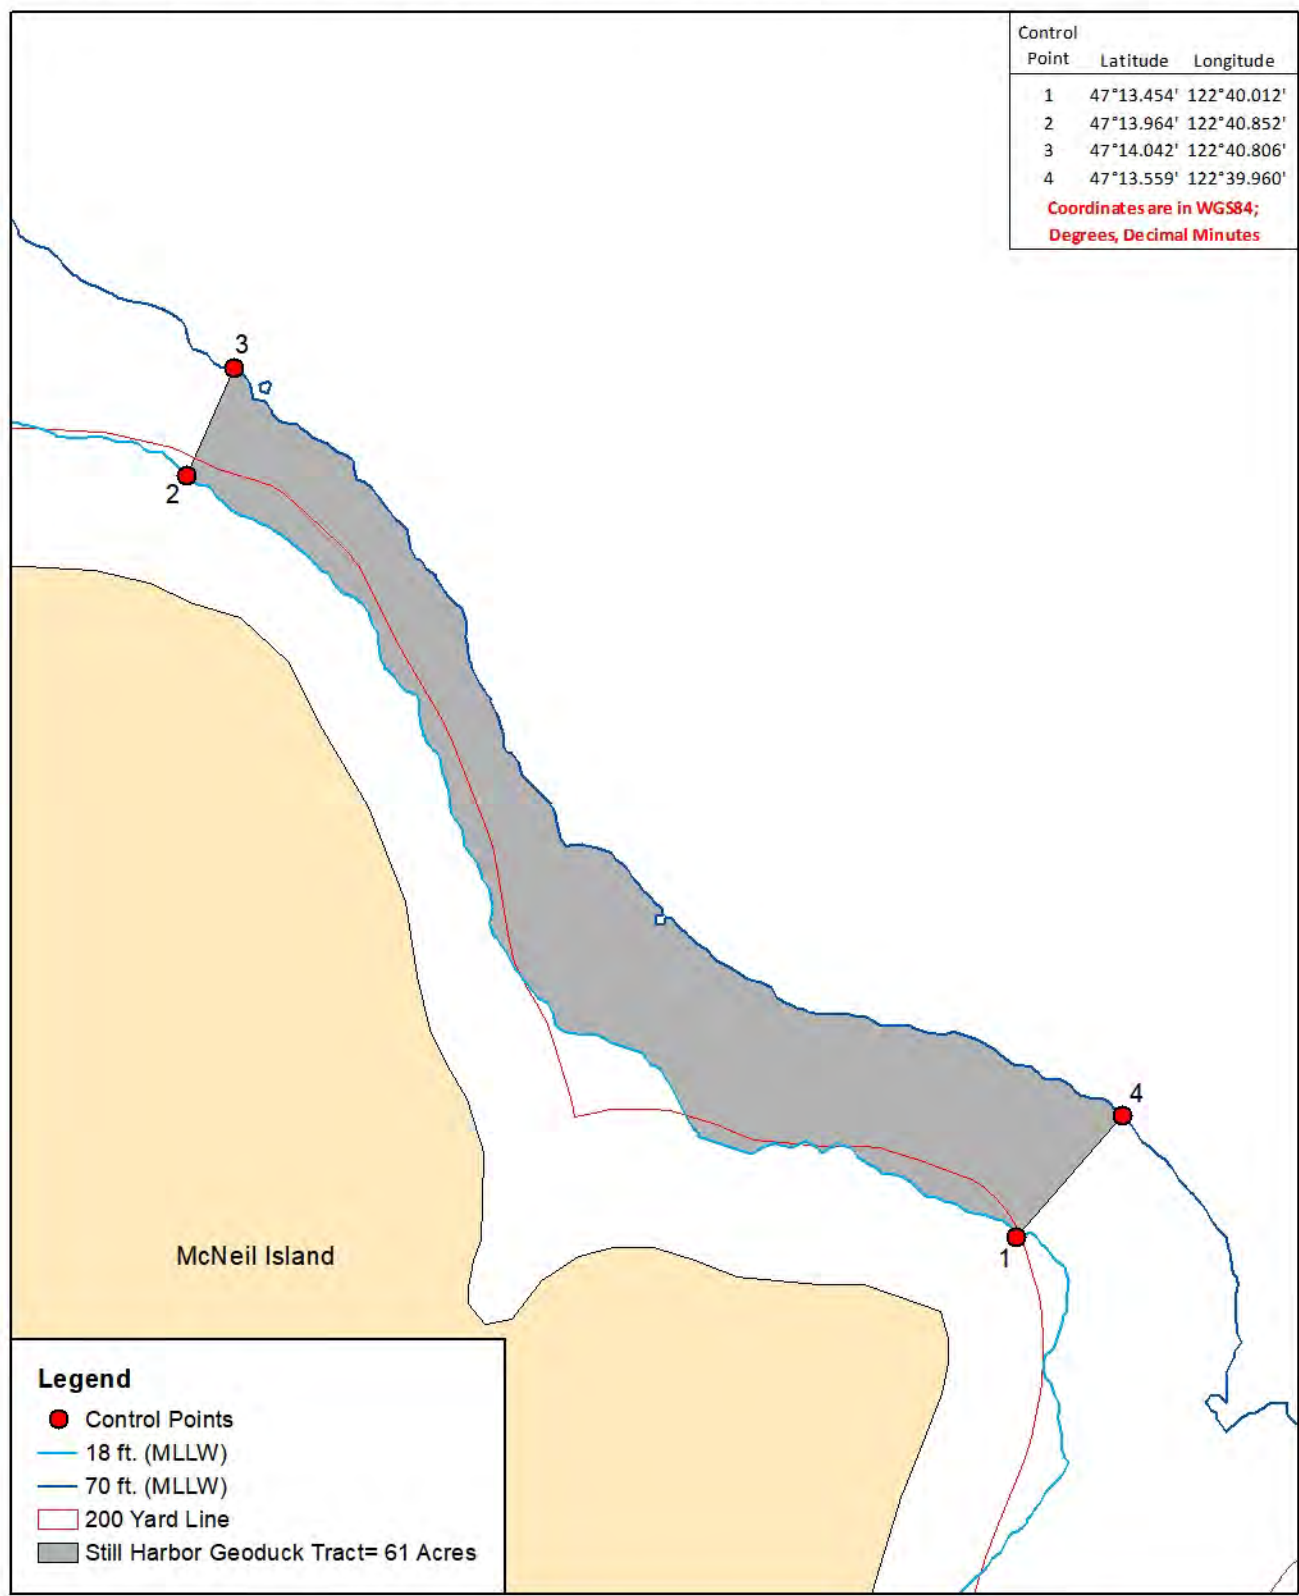 Control
Point Latitude Longitude
1 47°13.454' 122°40.012'
2 47°13.964' 122°40.852'
3 47°14.042' 122°40.806'
4 47°13.559' 122°39.960'
Coordinates are in WGS84;
Degrees, Decimal Minutes
3
2
4
1
McNeil Island
Legend
Control Points
18 ft. (MLLW)
70 ft. (MLLW)
200 Yard Line
Still Harbor Geoduck Tract= 61 Acres